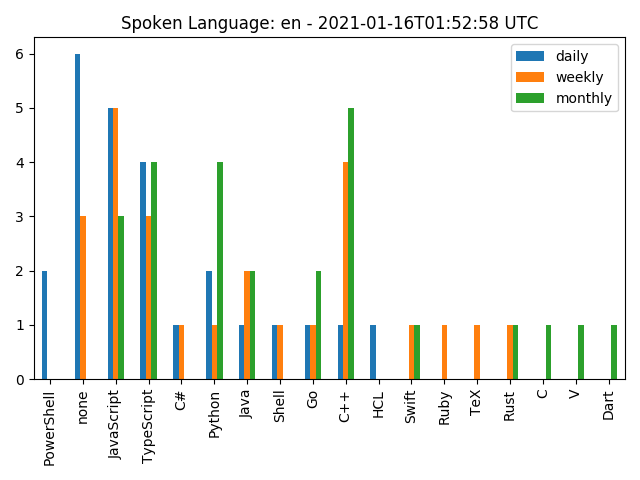 Spoken Language: en - 2021-01-16T01:52:58 UTC
daily
weekly
monthly
6
5
4
3
2
1
0
PowerShell
none
JavaScript
TypeScript
C#
Python
Java
Shell
Go
C++
HCL
Swift
Ruby
TeX
Rust
C
V
Dart